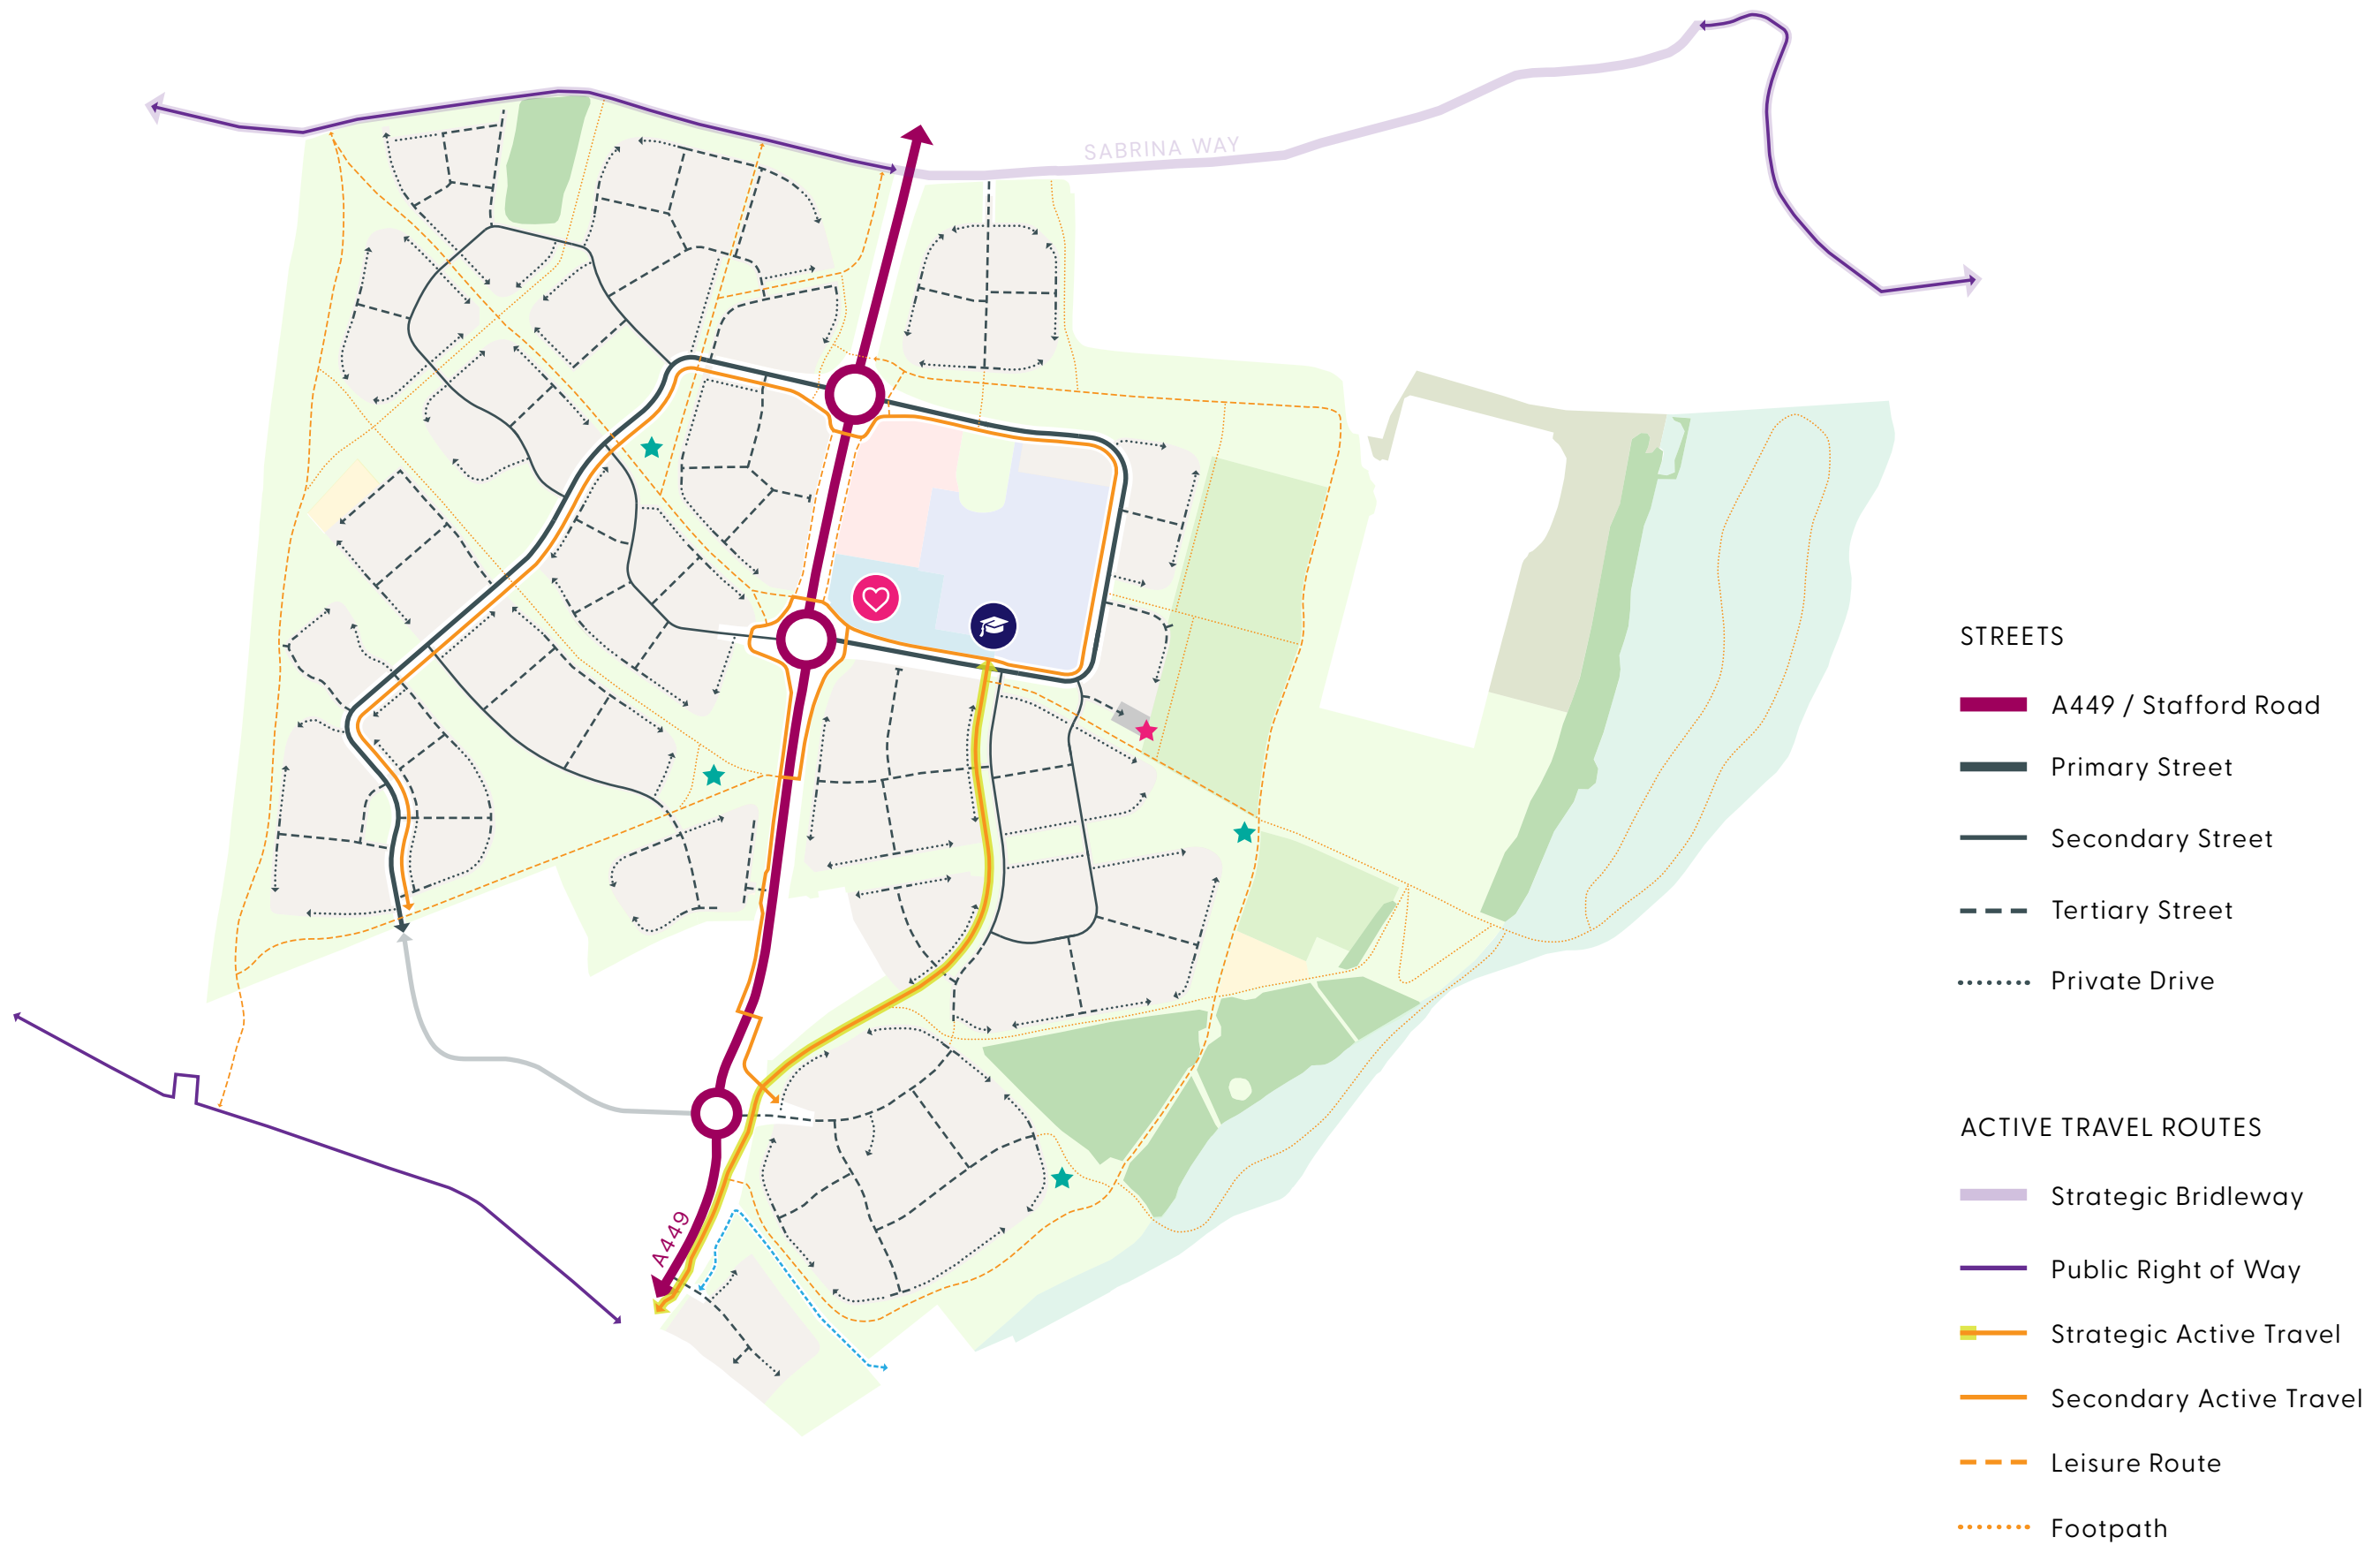 SABRINA WAY
A449
STREETS
A449 / Stafford Road
Primary Street
Secondary Street
Tertiary Street
Private Drive
ACTIVE TRAVEL ROUTES
Strategic Bridleway
Public Right of Way
Strategic Active Travel
Secondary Active Travel
Leisure Route
Footpath